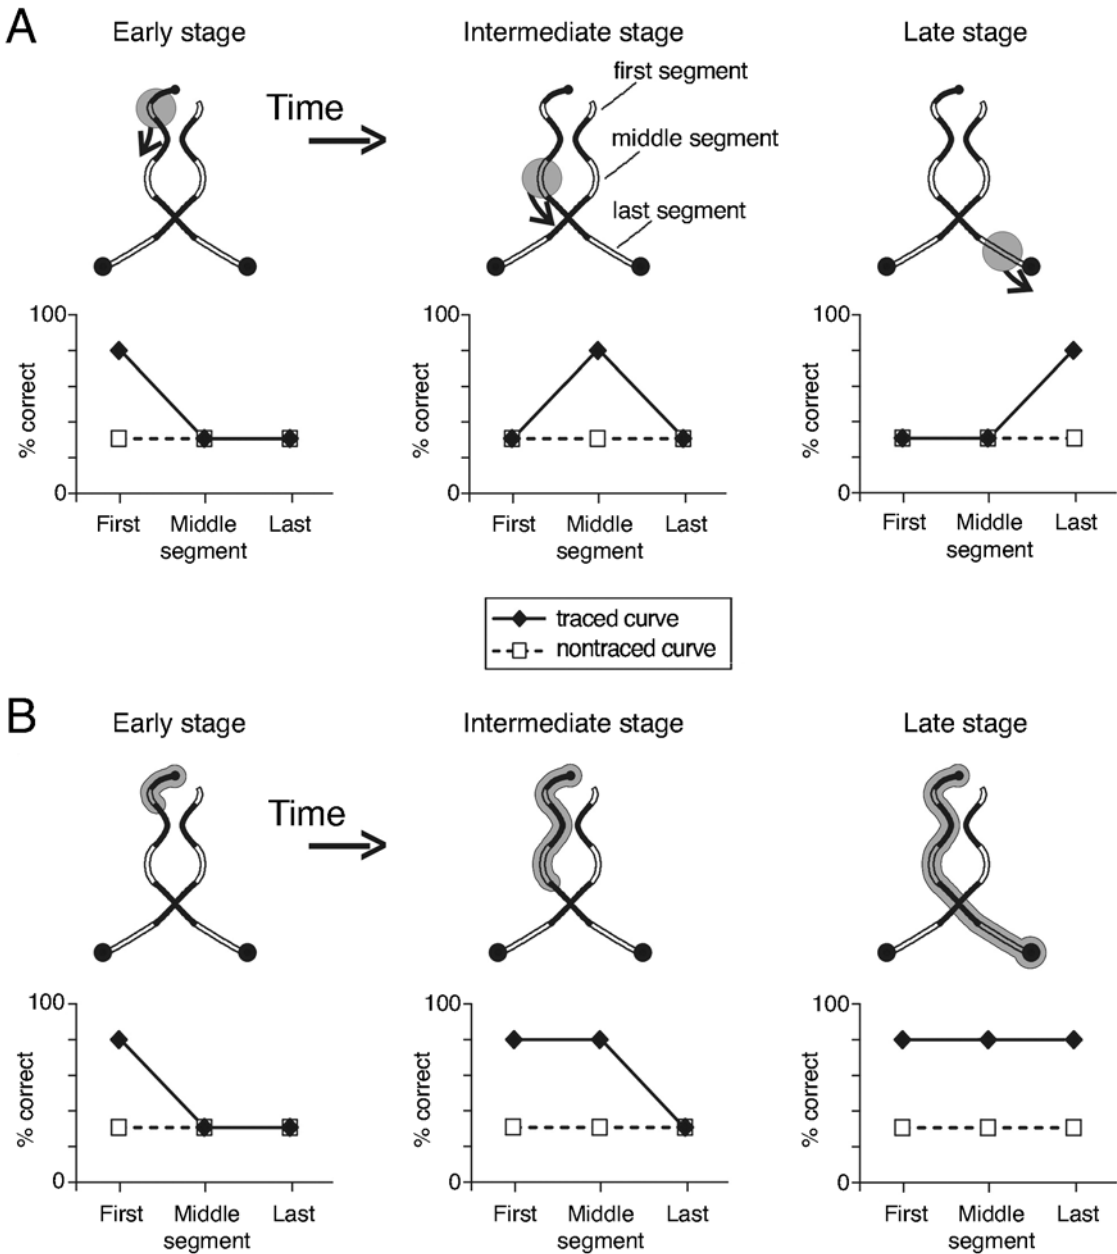 A
Early stage
Intermediate stage
Late stage
Time
first segment
middle segment
last segment
100
% correct
0
First Middle Last
segment
100
% correct
0
First Middle Last
segment
100
% correct
0
First Middle Last
segment
traced curve
nontraced curve
B
Early stage
Intermediate stage
Late stage
Time
100
% correct
0
First Middle Last
segment
100
% correct
0
First Middle Last
segment
100
% correct
0
First Middle Last
segment